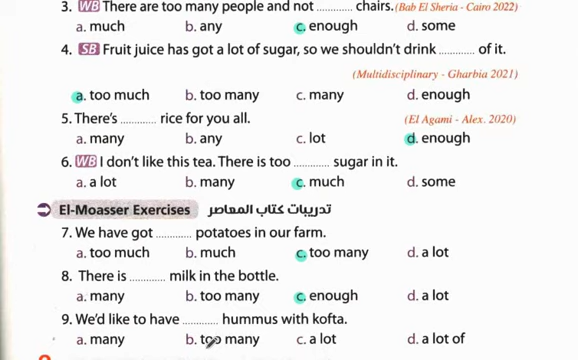 3. WB There are too many people and not ............ chairs. (Bab El Sheria - Cairo 2022)
a. much b. any c. enough d. some
4. SB Fruit juice has got a lot of sugar, so we shouldn't drink ............ of it.
(Multidisciplinary - Gharbia 2021)
a. too much b. too many c. many d. enough
5. There's ............ rice for you all. (El Agami - Alex. 2020)
a. many b. any c. lot d. enough
6. WB I don't like this tea. There is too ............ sugar in it.
a. a lot b. many c. much d. some
El-Moasser Exercises تدريبات كتاب المعاصر
7. We have got ............ potatoes in our farm.
a. too much b. much c. too many d. a lot
8. There is ............ milk in the bottle.
a. many b. too many c. enough d. a lot
9. We'd like to have ............ hummus with kofta.
a. many b. too many c. a lot d. a lot of